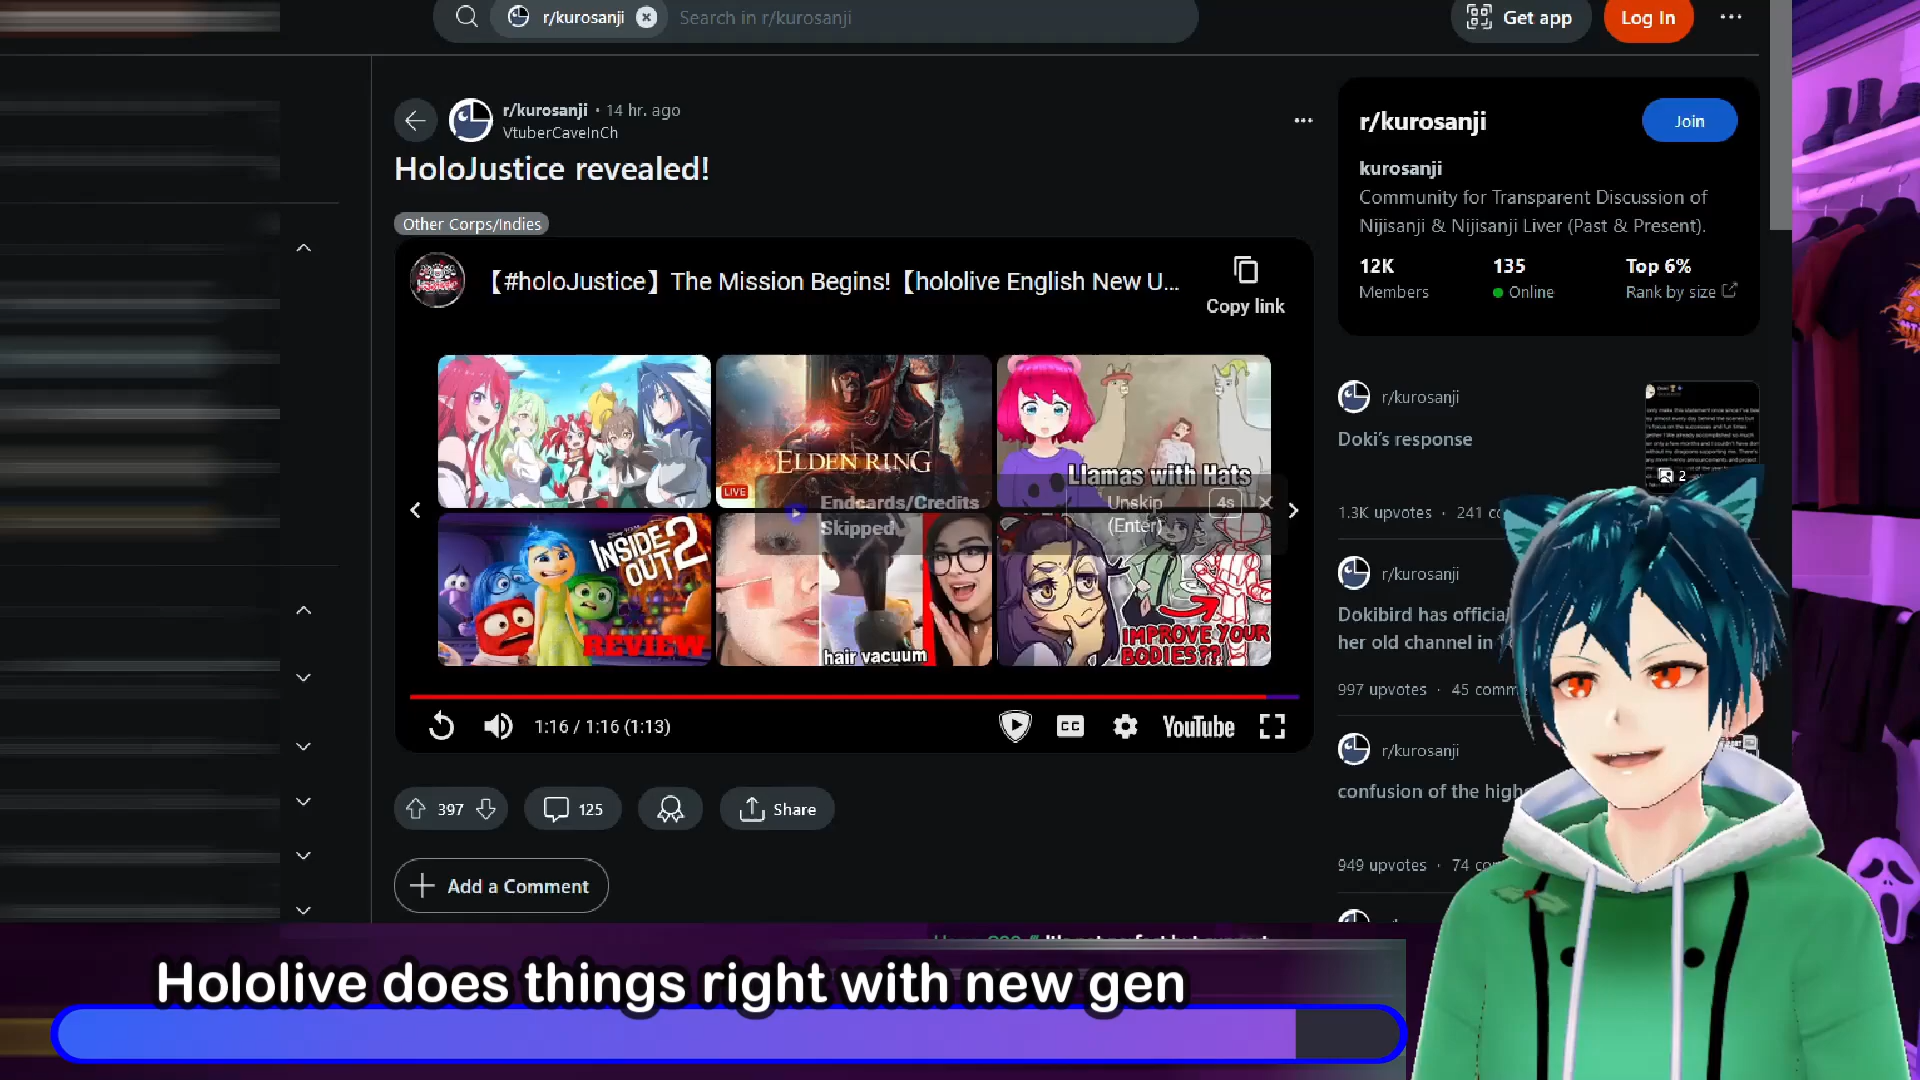 r/kurosanji
Search in r/kurosanji
Get app
Log In
r/kurosanji • 14 hr. ago
VtuberCaveInCh
HoloJustice revealed!
Other Corps/Indies
【#holoJustice】The Mission Begins!【hololive English New U...
Copy link
ELDEN RING
LIVE
Llamas with Hats
Endcards/Credits
Skipped
Unskip
(Enter)
4s
INSIDE
OUT 2
REVIEW
hair vacuum
IMPROVE YOUR
BODIES??
1:16 / 1:16 (1:13)
CC
YouTube
397
125
Share
Add a Comment
r/kurosanji
Join
kurosanji
Community for Transparent Discussion of
Nijisanji & Nijisanji Liver (Past & Present).
12K
Members
135
Online
Top 6%
Rank by size
r/kurosanji
Doki's response
2
1.3K upvotes • 241
r/kurosanji
Dokibird has
her old channel in
997 upvotes • 45
r/kurosanji
confusion of the
949 upvotes • 74
Hololive does things right with new gen